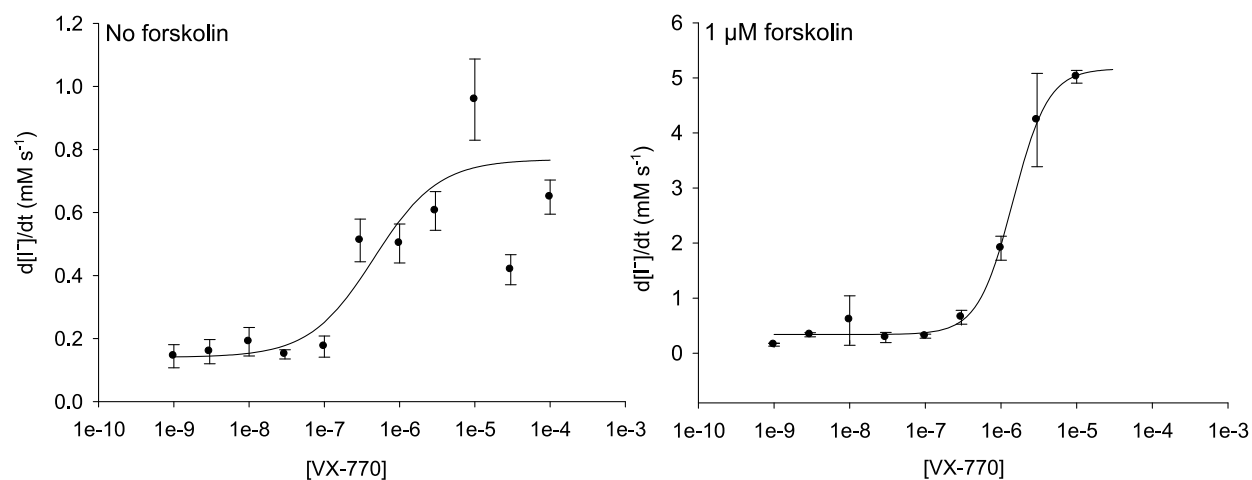 No forskolin
1.2
1.0
0.8
0.6
0.4
0.2
0.0
d[I⁻]/dt (mM s⁻¹)
1e-10 1e-9 1e-8 1e-7 1e-6 1e-5 1e-4 1e-3
[VX-770]
1 µM forskolin
6
5
4
3
2
1
0
d[I⁻]/dt (mM s⁻¹)
1e-10 1e-9 1e-8 1e-7 1e-6 1e-5 1e-4 1e-3
[VX-770]